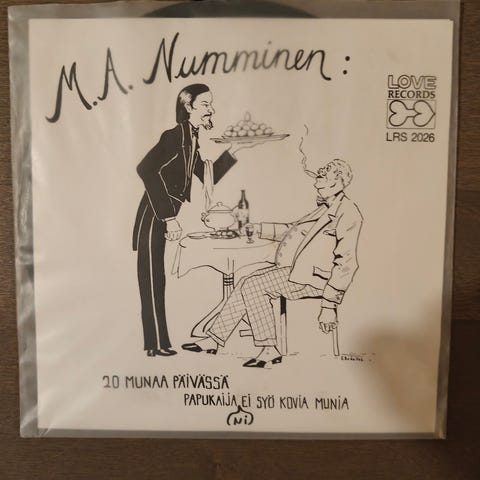 M. A. Numminen:
LOVE
RECORDS
LRS 2026
20 MUNAA PÄIVÄSSÄ
PAPUKAIJA EI SYÖ KOVIA MUNIA
(NI)